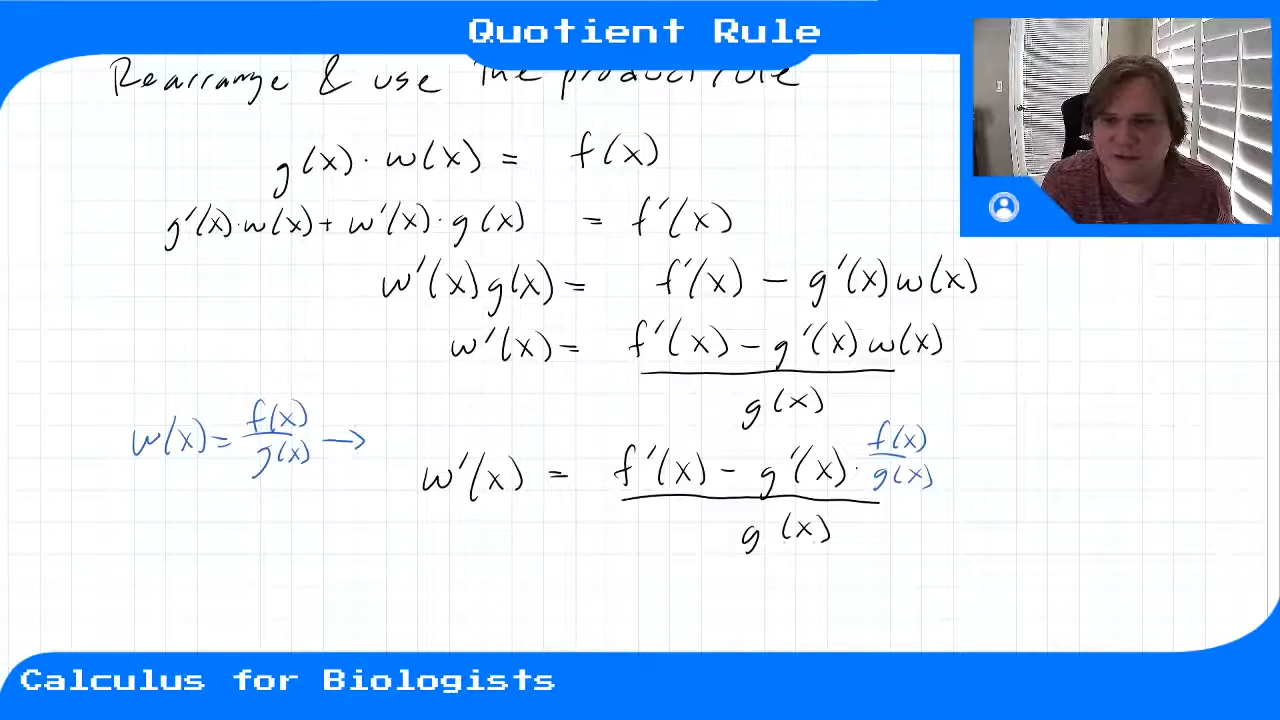 Quotient Rule
Rearrange & use the product rule
g(x)·w(x) = f(x)
g'(x)·w(x) + w'(x)·g(x) = f'(x)
w'(x)g(x) = f'(x) - g'(x)w(x)
w'(x) = f'(x) - g'(x)w(x)
g(x)
w(x) = f(x)/g(x) →
w'(x) = f'(x) - g'(x)·f(x)/g(x)
g(x)
Calculus for Biologists